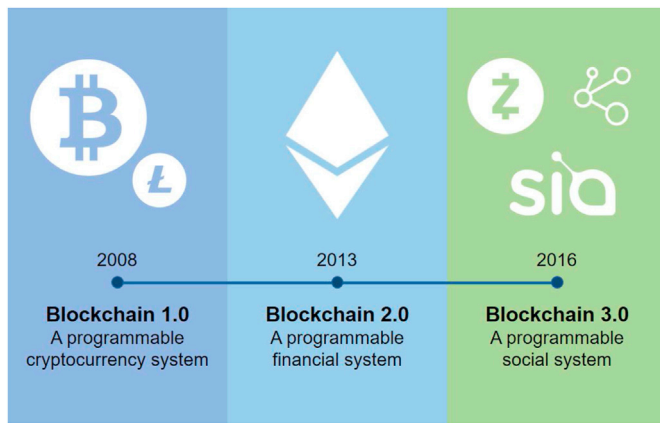 sia
2008
2013
2016
Blockchain 1.0
A programmable
cryptocurrency system
Blockchain 2.0
A programmable
financial system
Blockchain 3.0
A programmable
social system